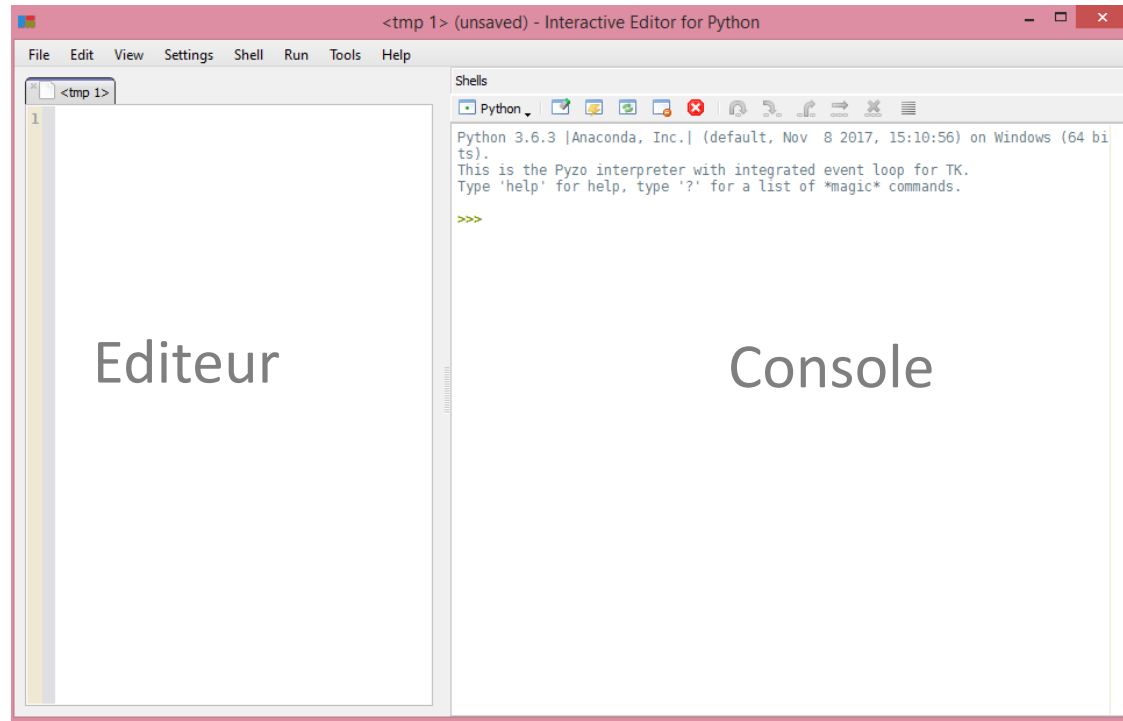 <tmp 1> (unsaved) - Interactive Editor for Python
File Edit View Settings Shell Run Tools Help
<tmp 1>
1
Shells
Python
Python 3.6.3 |Anaconda, Inc.| (default, Nov  8 2017, 15:10:56) on Windows (64 bi
ts).
This is the Pyzo interpreter with integrated event loop for TK.
Type 'help' for help, type '?' for a list of *magic* commands.
>>>
Editeur
Console